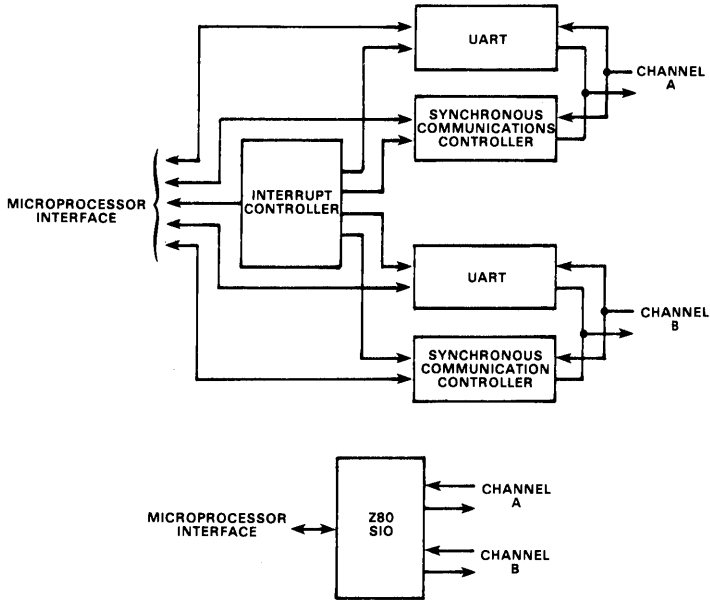 UART
CHANNEL
A
SYNCHRONOUS
COMMUNICATIONS
CONTROLLER
INTERRUPT
CONTROLLER
MICROPROCESSOR
INTERFACE
UART
CHANNEL
B
SYNCHRONOUS
COMMUNICATION
CONTROLLER
MICROPROCESSOR
INTERFACE
Z80
SIO
CHANNEL
A
CHANNEL
B